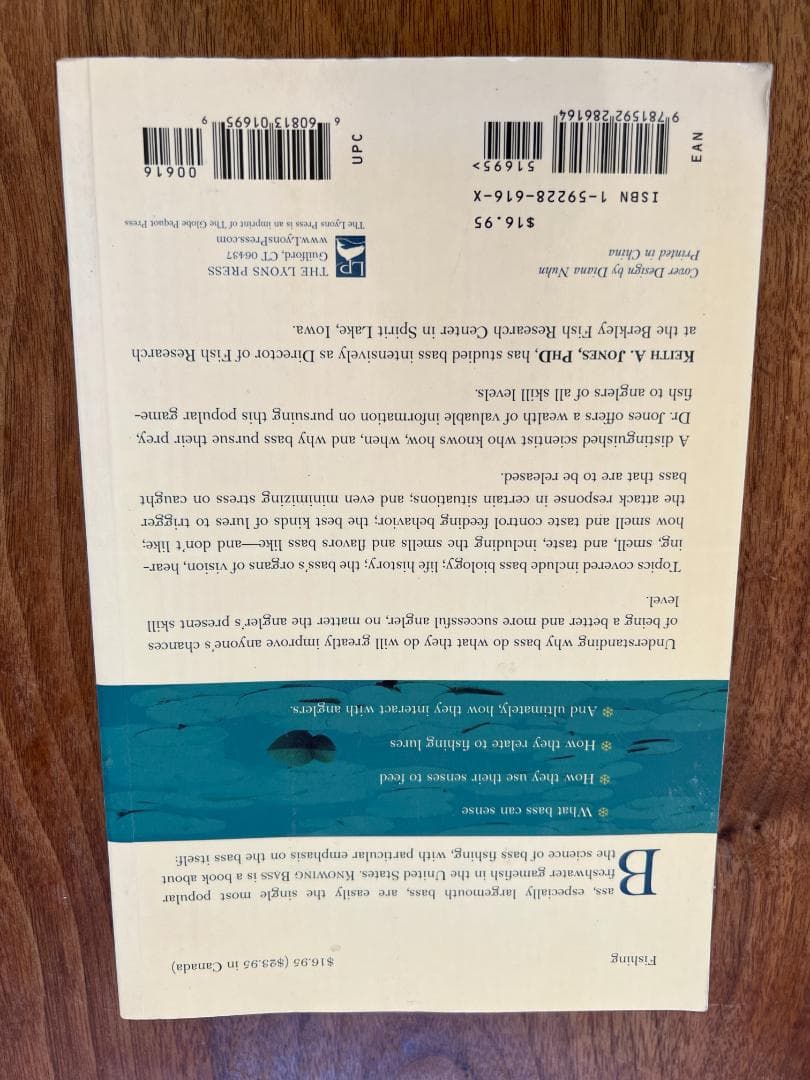 Fishing
$16.95 ($23.95 in Canada)
Bass, especially largemouth bass, are easily the single most popular
freshwater gamefish in the United States. KNOWING BASS is a book about
the science of bass fishing, with particular emphasis on the bass itself:
❄ What bass can sense
❄ How they use their senses to feed
❄ How they relate to fishing lures
❄ And ultimately, how they interact with anglers.
Understanding why bass do what they do will greatly improve anyone's chances
of being a better and more successful angler, no matter the angler's present skill
level.
Topics covered include bass biology; life history; the bass's organs of vision, hear-
ing, smell, and taste, including the smells and flavors bass like—and don't like;
how smell and taste control feeding behavior; the best kinds of lures to trigger
the attack response in certain situations; and even minimizing stress on caught
bass that are to be released.
A distinguished scientist who knows how, when, and why bass pursue their prey,
Dr. Jones offers a wealth of valuable information on pursuing this popular game-
fish to anglers of all skill levels.
KEITH A. JONES, PHD, has studied bass intensively as Director of Fish Research
at the Berkley Fish Research Center in Spirit Lake, Iowa.
Cover Design by Diana Nuhn
Printed in China
LP
THE LYONS PRESS
Guilford, CT 06437
www.LyonsPress.com
The Lyons Press is an imprint of The Globe Pequot Press
$16.95
ISBN 1-59228-616-X
EAN
51695>
9 781592 286164
UPC
00616
6 60813 01695 9